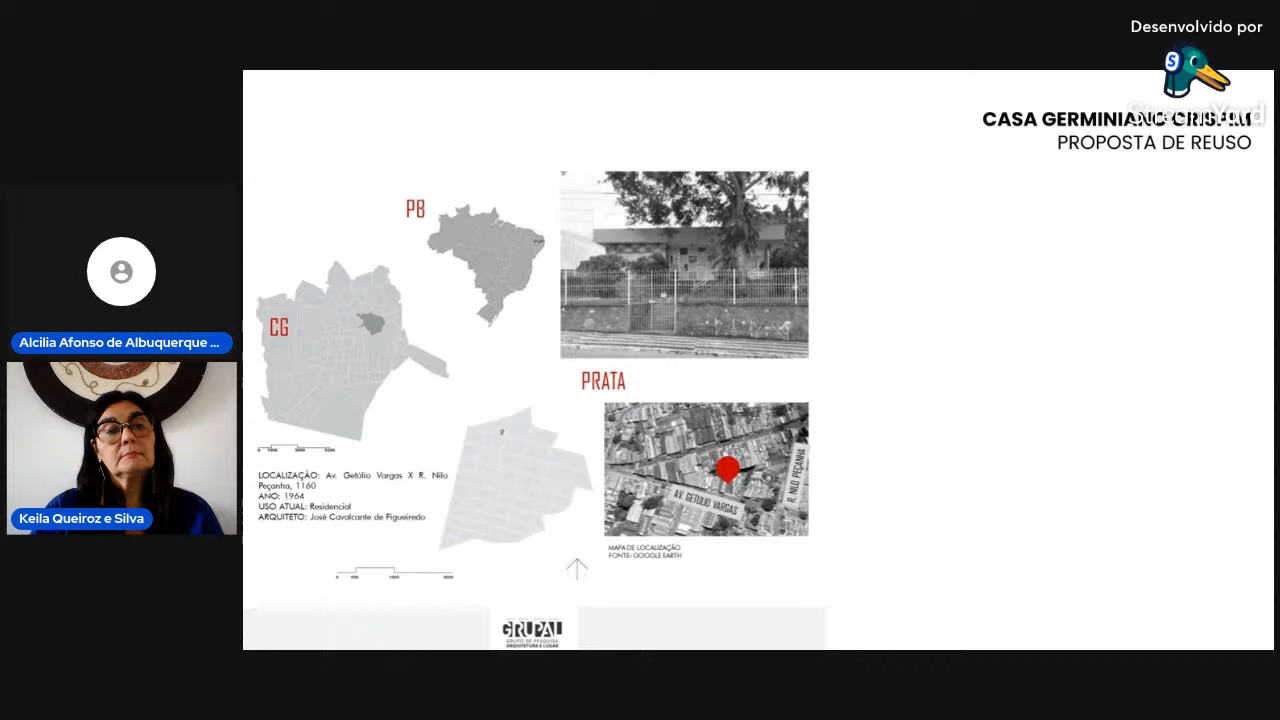 Desenvolvido por
StreamYard
CASA GERMINIANO CRISPIM
PROPOSTA DE REUSO
PB
CG
PRATA
LOCALIZAÇÃO: Av. Getúlio Vargas X R. Nilo
Peçanha, 1160
ANO: 1964
USO ATUAL: Residencial
ARQUITETO: José Cavalcante de Figueiredo
AV. GETÚLIO VARGAS
R. NILO PEÇANHA
MAPA DE LOCALIZAÇÃO
FONTE: GOOGLE EARTH
GRUPAL
GRUPO DE PESQUISA
ARQUITETURA E LUGAR
Alcilia Afonso de Albuquerque ...
Keila Queiroz e Silva